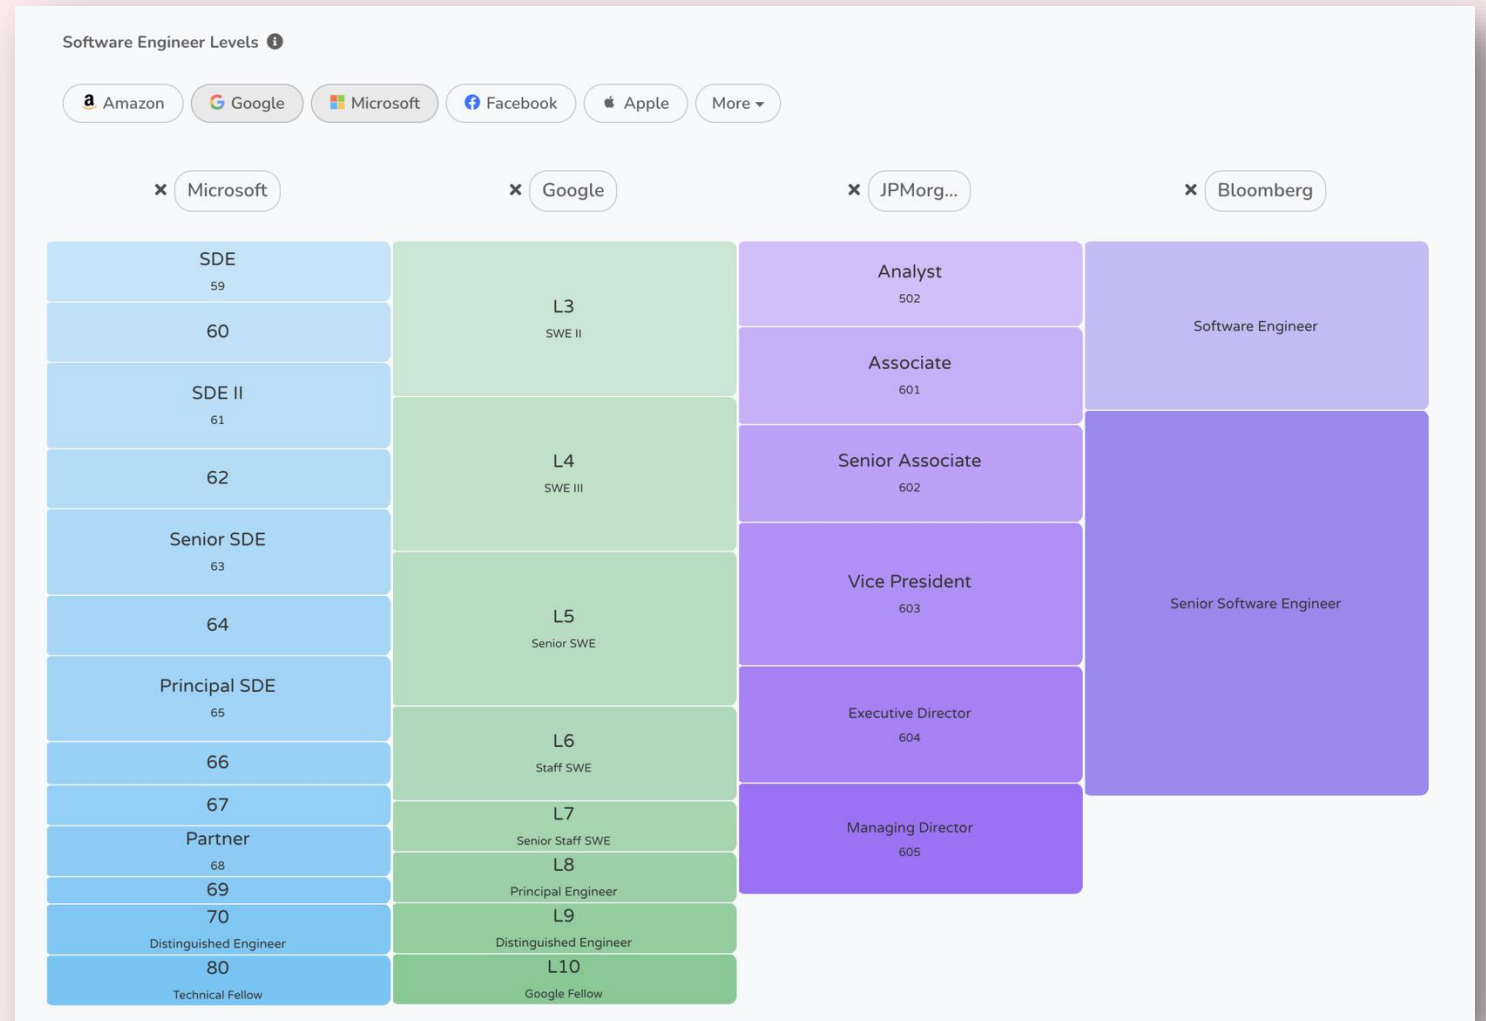 Software Engineer Levels
Amazon Google Microsoft Facebook Apple More
Microsoft
Google
JPMorg...
Bloomberg
SDE
59
60
SDE II
61
62
Senior SDE
63
64
Principal SDE
65
66
67
Partner
68
69
70
Distinguished Engineer
80
Technical Fellow
L3
SWE II
L4
SWE III
L5
Senior SWE
L6
Staff SWE
L7
Senior Staff SWE
L8
Principal Engineer
L9
Distinguished Engineer
L10
Google Fellow
Analyst
502
Associate
601
Senior Associate
602
Vice President
603
Executive Director
604
Managing Director
605
Software Engineer
Senior Software Engineer